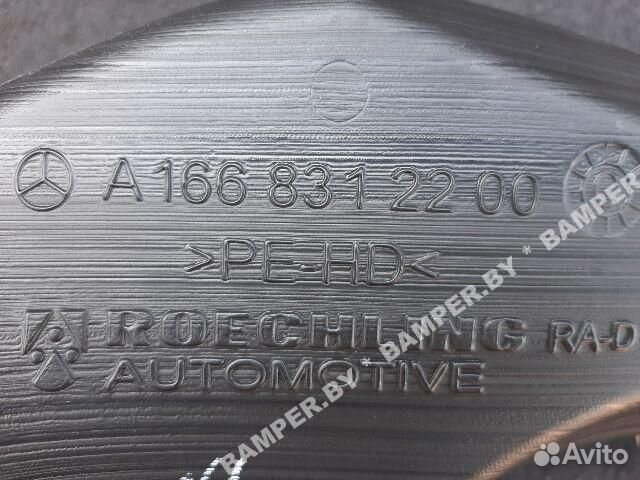 A 166 831 22 00
>PE-HD<
ROECHLING RA-D
AUTOMOTIVE
BAMPER.BY * BAMPER.BY * BAMPER.BY
Avito